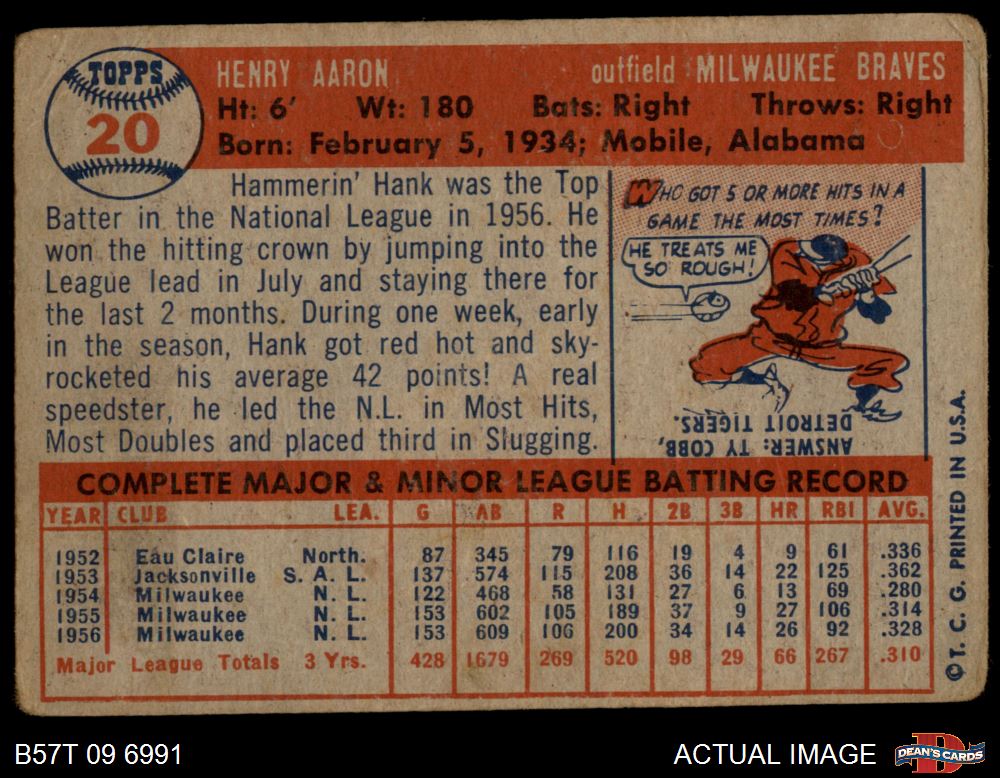 TOPPS
20
HENRY AARON outfield MILWAUKEE BRAVES
Ht: 6' Wt: 180 Bats: Right Throws: Right
Born: February 5, 1934; Mobile, Alabama
Hammerin' Hank was the Top
Batter in the National League in 1956. He
won the hitting crown by jumping into the
League lead in July and staying there for
the last 2 months. During one week, early
in the season, Hank got red hot and sky-
rocketed his average 42 points! A real
speedster, he led the N.L. in Most Hits,
Most Doubles and placed third in Slugging.
WHO GOT 5 OR MORE HITS IN A
GAME THE MOST TIMES?
HE TREATS ME
SO ROUGH!
ANSWER: TY COBB,
DETROIT TIGERS.
COMPLETE MAJOR & MINOR LEAGUE BATTING RECORD
YEAR CLUB LEA. G AB R H 2B 3B HR RBI AVG.
1952 Eau Claire North. 87 345 79 116 19 4 9 61 .336
1953 Jacksonville S. A. L. 137 574 115 208 36 14 22 125 .362
1954 Milwaukee N. L. 122 468 58 131 27 6 13 69 .280
1955 Milwaukee N. L. 153 602 105 189 37 9 27 106 .314
1956 Milwaukee N. L. 153 609 106 200 34 14 26 92 .328
Major League Totals 3 Yrs. 428 1679 269 520 98 29 66 267 .310
©T. C. G. PRINTED IN U.S.A.
B57T 09 6991
ACTUAL IMAGE
D
DEAN'S CARDS